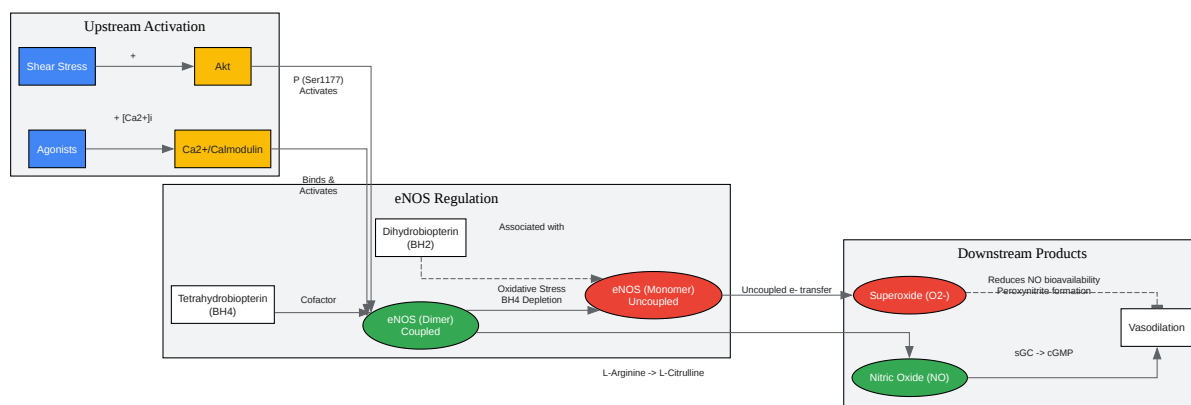 Upstream Activation
Shear Stress
+
Akt
P (Ser1177)
Activates
+ [Ca2+]i
Agonists
Ca2+/Calmodulin
Binds &
Activates
eNOS Regulation
Dihydrobiopterin
(BH2)
Associated with
Tetrahydrobiopterin
(BH4)
Cofactor
eNOS (Dimer)
Coupled
Oxidative Stress
BH4 Depletion
eNOS (Monomer)
Uncoupled
Uncoupled e- transfer
L-Arginine -> L-Citrulline
Downstream Products
Superoxide (O2-)
Reduces NO bioavailability
Peroxynitrite formation
Vasodilation
Nitric Oxide (NO)
sGC -> cGMP